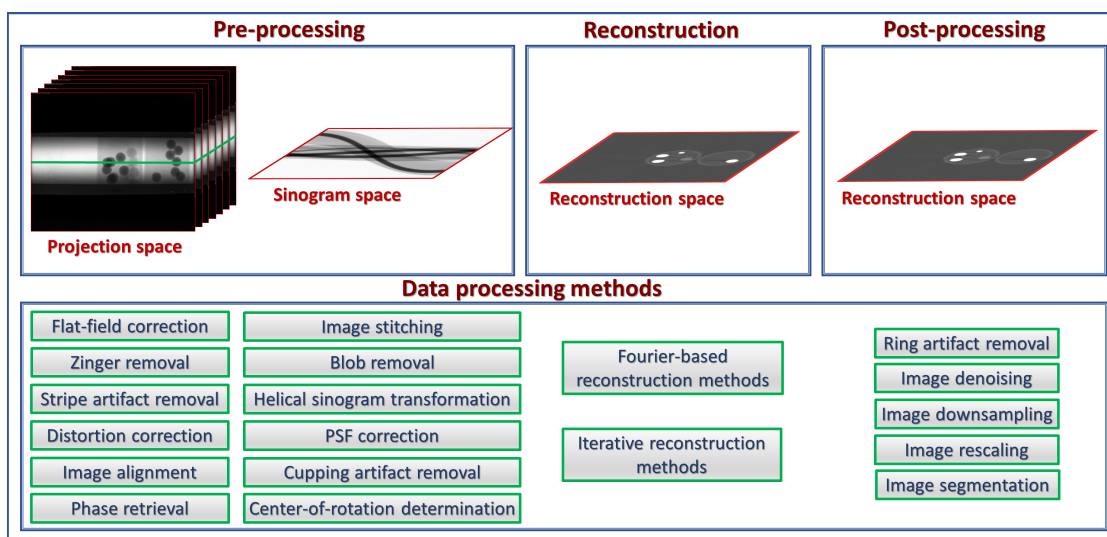 Pre-processing
Reconstruction
Post-processing
Projection space
Sinogram space
Reconstruction space
Reconstruction space
Data processing methods
Flat-field correction
Zinger removal
Stripe artifact removal
Distortion correction
Image alignment
Phase retrieval
Image stitching
Blob removal
Helical sinogram transformation
PSF correction
Cupping artifact removal
Center-of-rotation determination
Fourier-based
reconstruction methods
Iterative reconstruction
methods
Ring artifact removal
Image denoising
Image downsampling
Image rescaling
Image segmentation